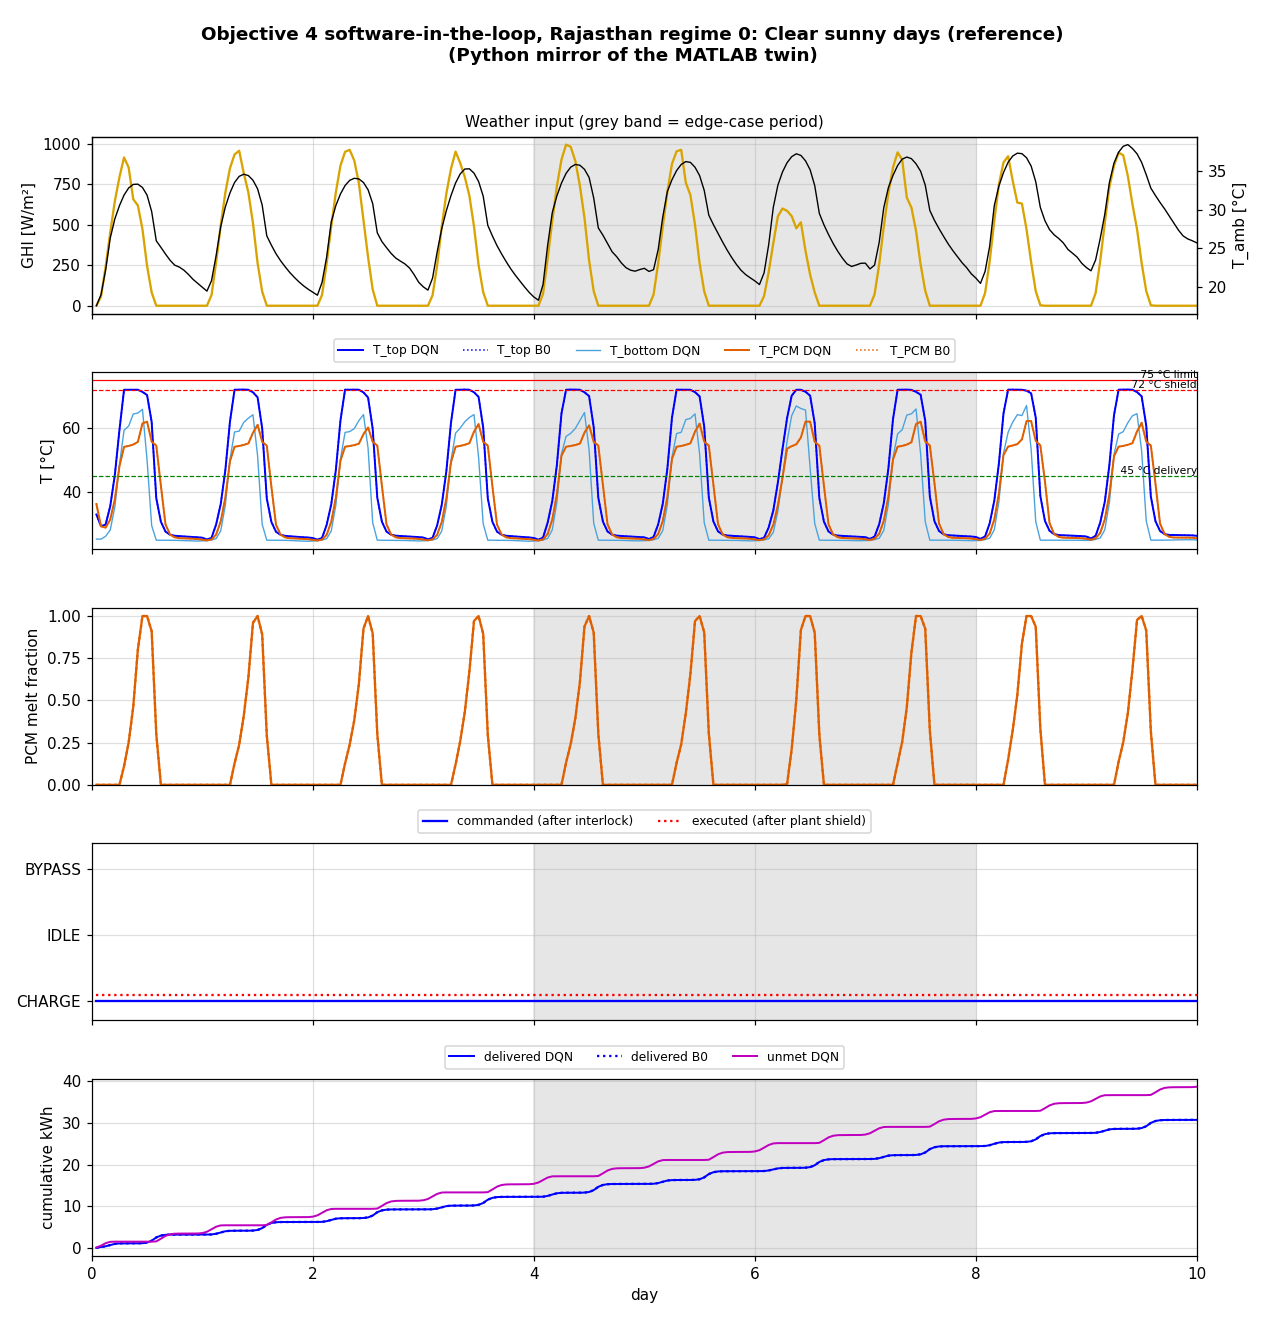 Objective 4 software-in-the-loop, Rajasthan regime 0: Clear sunny days (reference)
(Python mirror of the MATLAB twin)
Weather input (grey band = edge-case period)
1000
750
500
250
0
GHI [W/m²]
35
30
25
20
T_amb [°C]
T_top DQN
T_top B0
T_bottom DQN
T_PCM DQN
T_PCM B0
75 °C limit
72 °C shield
45 °C delivery
60
40
T [°C]
1.00
0.75
0.50
0.25
0.00
PCM melt fraction
commanded (after interlock)
executed (after plant shield)
BYPASS
IDLE
CHARGE
delivered DQN
delivered B0
unmet DQN
40
30
20
10
0
cumulative kWh
0
2
4
6
8
10
day